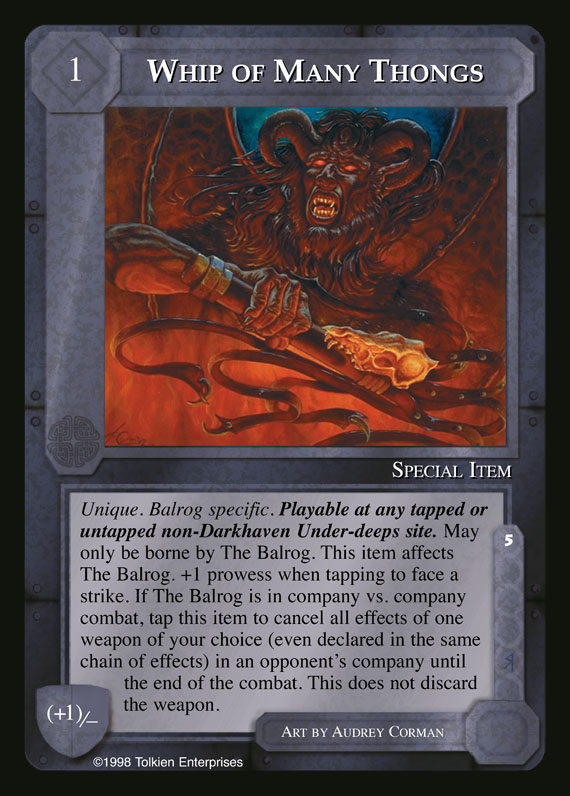 1
WHIP OF MANY THONGS
SPECIAL ITEM
Unique. Balrog specific. Playable at any tapped or
untapped non-Darkhaven Under-deeps site. May
only be borne by The Balrog. This item affects
The Balrog. +1 prowess when tapping to face a
strike. If The Balrog is in company vs. company
combat, tap this item to cancel all effects of one
weapon of your choice (even declared in the same
chain of effects) in an opponent's company until
the end of the combat. This does not discard
the weapon.
5
(+1)/–
ART BY AUDREY CORMAN
©1998 Tolkien Enterprises